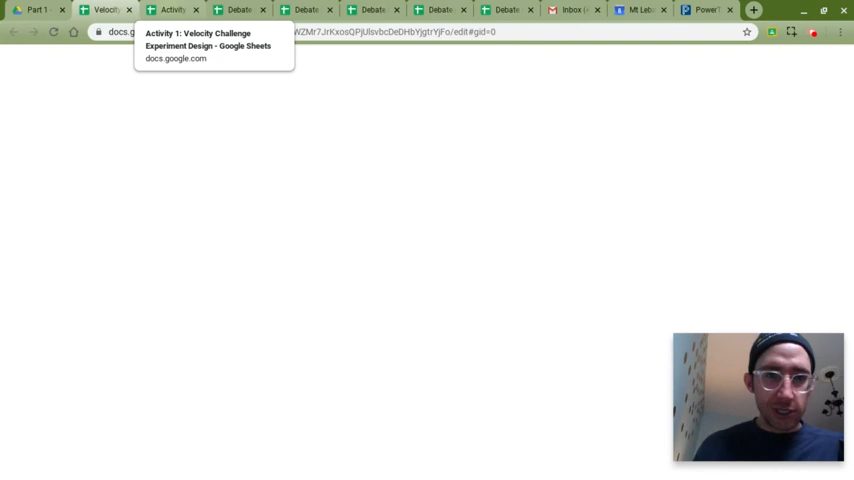 Part 1 -
Velocity
Activity
Debate
Debate
Debate
Debate
Debate
Inbox (
Mt Leb
PowerT
docs.g
WZMr7JrKxosQPjUlsvbcDeDHbYjgtrYjFo/edit#gid=0
Activity 1: Velocity Challenge
Experiment Design - Google Sheets
docs.google.com